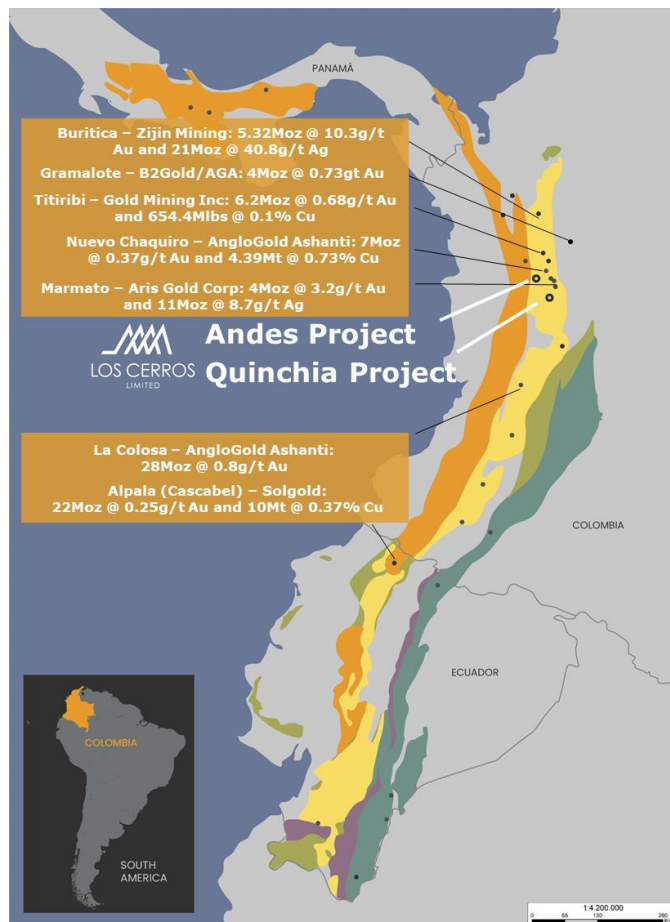 PANAMÁ
Buritica – Zijin Mining: 5.32Moz @ 10.3g/t
Au and 21Moz @ 40.8g/t Ag
Gramalote – B2Gold/AGA: 4Moz @ 0.73gt Au
Titiribi – Gold Mining Inc: 6.2Moz @ 0.68g/t Au
and 654.4Mlbs @ 0.1% Cu
Nuevo Chaquiro – AngloGold Ashanti: 7Moz
@ 0.37g/t Au and 4.39Mt @ 0.73% Cu
Marmato – Aris Gold Corp: 4Moz @ 3.2g/t Au
and 11Moz @ 8.7g/t Ag
LOS CERROS
LIMITED
Andes Project
Quinchia Project
La Colosa – AngloGold Ashanti:
28Moz @ 0.8g/t Au
Alpala (Cascabel) – Solgold:
22Moz @ 0.25g/t Au and 10Mt @ 0.37% Cu
COLOMBIA
ECUADOR
COLOMBIA
SOUTH
AMERICA
1:4.200.000
0 65 130 260